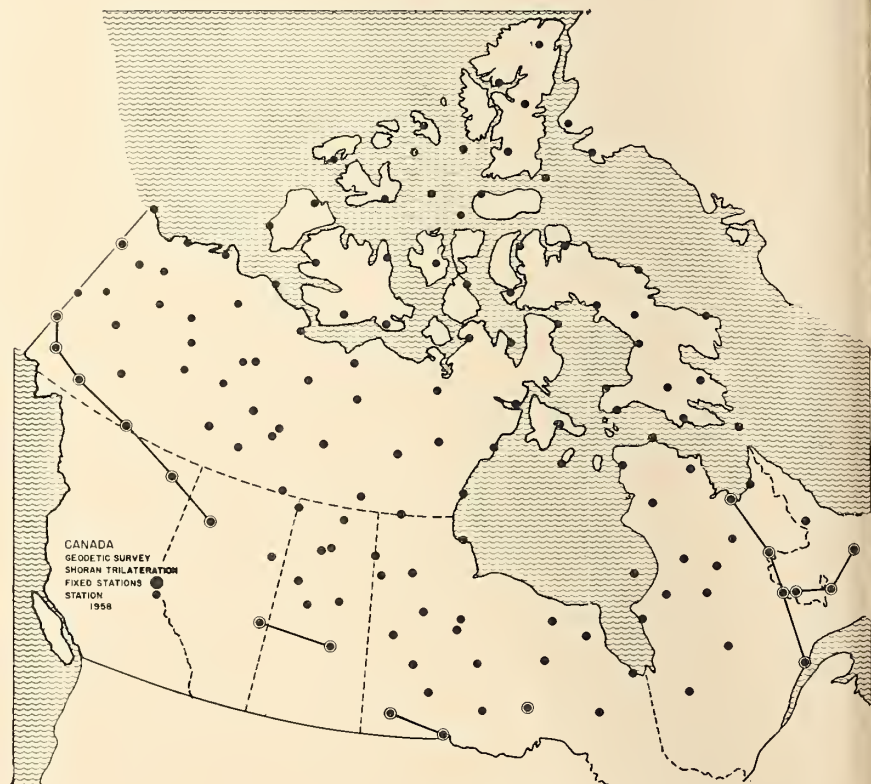 CANADA
GEODETIC SURVEY
SHORAN TRILATERATION
FIXED STATIONS
STATION
1958